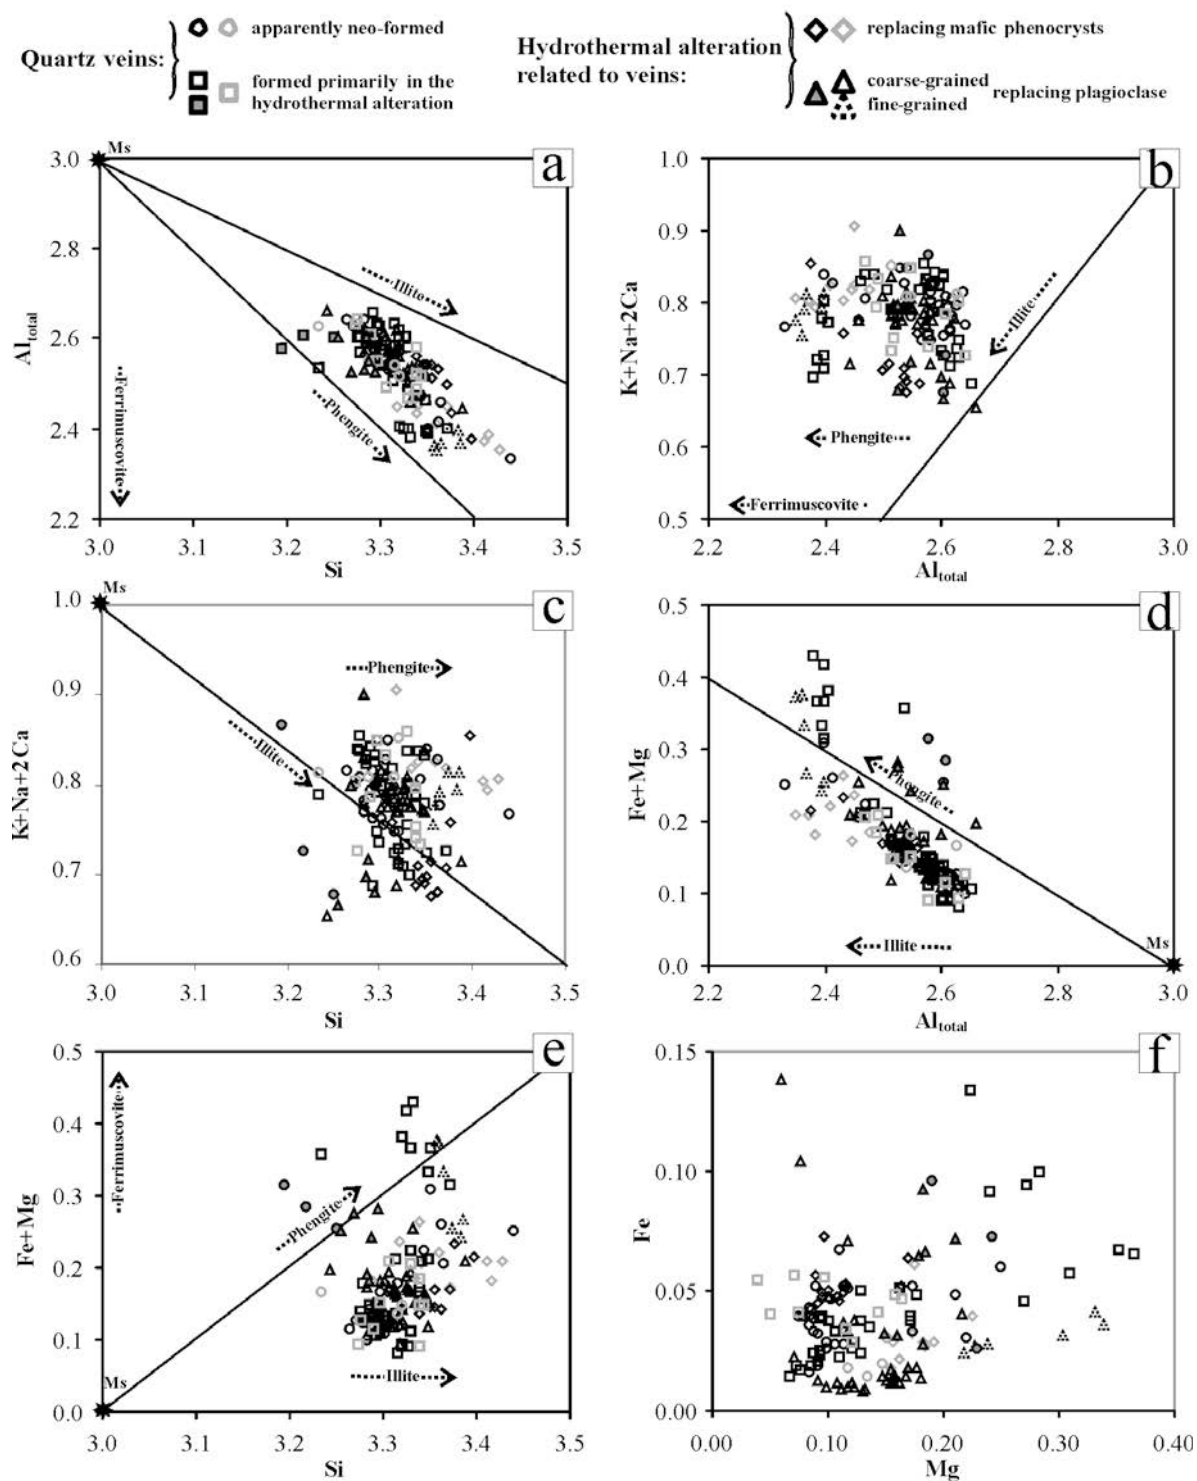 Quartz veins:
apparently neo-formed
formed primarily in the
hydrothermal alteration
Hydrothermal alteration
related to veins:
replacing mafic phenocrysts
coarse-grained
fine-grained
replacing plagioclase
a
Ms
Al total
3.0
2.8
2.6
2.4
2.2
Illite
Phengite
Ferrimuscovite
3.0 3.1 3.2 3.3 3.4 3.5
Si
b
K+Na+2Ca
1.0
0.9
0.8
0.7
0.6
0.5
Illite
Phengite
Ferrimuscovite
2.2 2.4 2.6 2.8 3.0
Al total
c
Ms
K+Na+2Ca
1.0
0.9
0.8
0.7
0.6
Phengite
Illite
3.0 3.1 3.2 3.3 3.4 3.5
Si
d
Fe+Mg
0.5
0.4
0.3
0.2
0.1
0.0
Phengite
Illite
Ms
2.2 2.4 2.6 2.8 3.0
Al total
e
Fe+Mg
0.5
0.4
0.3
0.2
0.1
0.0
Ferrimuscovite
Phengite
Illite
Ms
3.0 3.1 3.2 3.3 3.4 3.5
Si
f
Fe
0.15
0.10
0.05
0.00
0.00 0.10 0.20 0.30 0.40
Mg